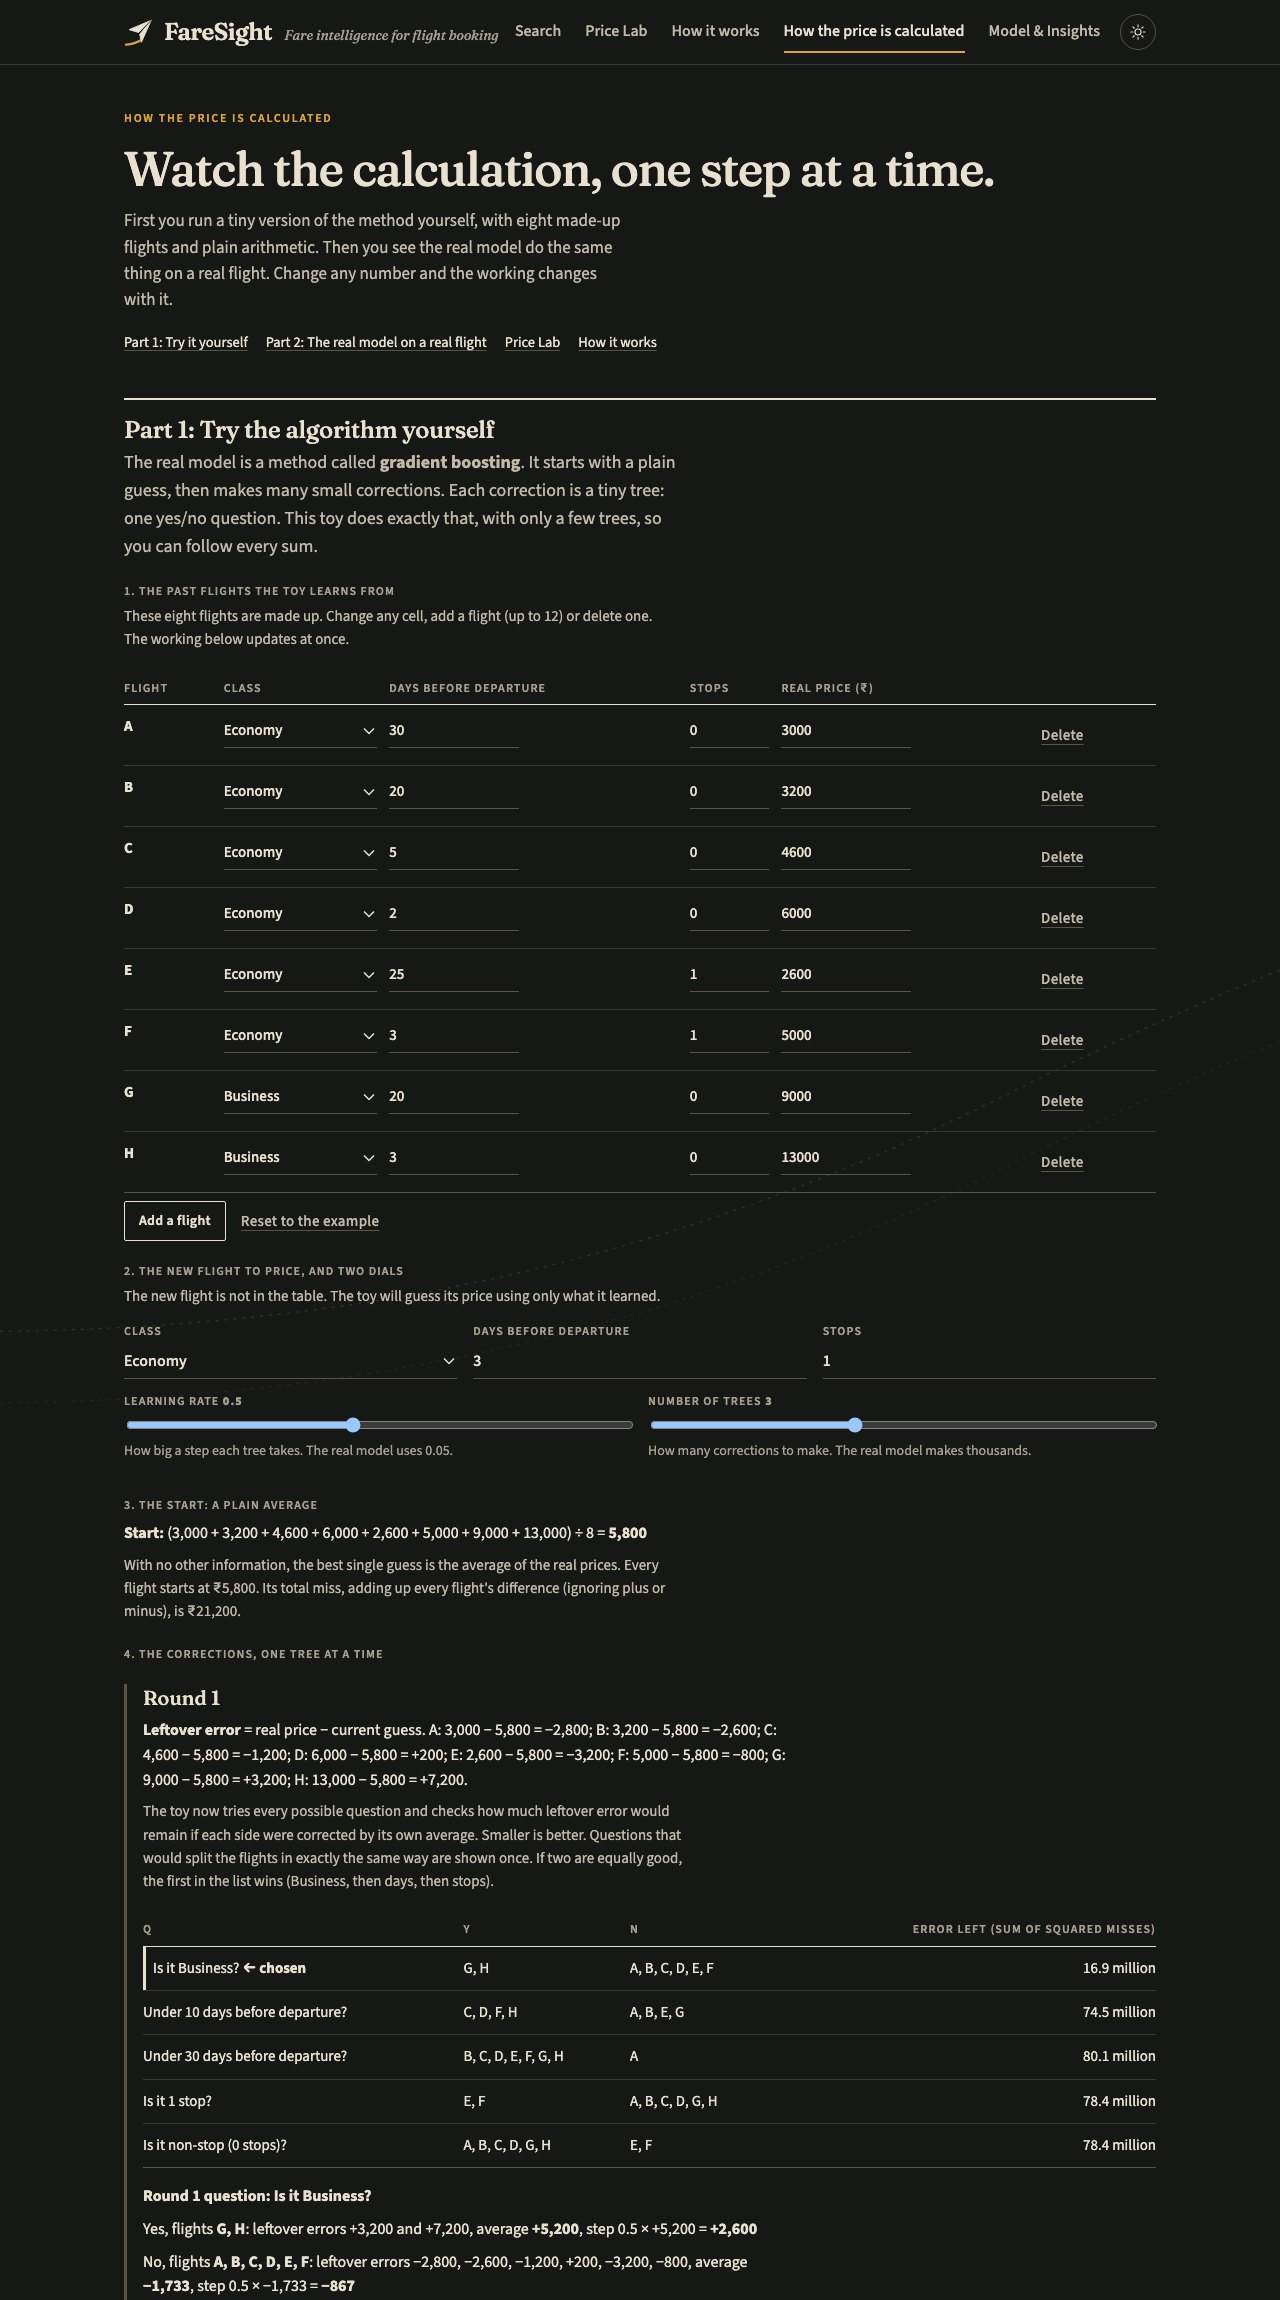 FareSight Fare intelligence for flight booking Search Price Lab How it works How the price is calculated Model & Insights
HOW THE PRICE IS CALCULATED
Watch the calculation, one step at a time.
First you run a tiny version of the method yourself, with eight made-up
flights and plain arithmetic. Then you see the real model do the same
thing on a real flight. Change any number and the working changes
with it.
Part 1: Try it yourself Part 2: The real model on a real flight Price Lab How it works
Part 1: Try the algorithm yourself
The real model is a method called gradient boosting. It starts with a plain
guess, then makes many small corrections. Each correction is a tiny tree:
one yes/no question. This toy does exactly that, with only a few trees, so
you can follow every sum.
1. THE PAST FLIGHTS THE TOY LEARNS FROM
These eight flights are made up. Change any cell, add a flight (up to 12) or delete one.
The working below updates at once.
FLIGHT CLASS DAYS BEFORE DEPARTURE STOPS REAL PRICE (₹)
A Economy 30 0 3000 Delete
B Economy 20 0 3200 Delete
C Economy 5 0 4600 Delete
D Economy 2 0 6000 Delete
E Economy 25 1 2600 Delete
F Economy 3 1 5000 Delete
G Business 20 0 9000 Delete
H Business 3 0 13000 Delete
Add a flight Reset to the example
2. THE NEW FLIGHT TO PRICE, AND TWO DIALS
The new flight is not in the table. The toy will guess its price using only what it learned.
CLASS DAYS BEFORE DEPARTURE STOPS
Economy 3 1
LEARNING RATE 0.5 NUMBER OF TREES 3
How big a step each tree takes. The real model uses 0.05. How many corrections to make. The real model makes thousands.
3. THE START: A PLAIN AVERAGE
Start: (3,000 + 3,200 + 4,600 + 6,000 + 2,600 + 5,000 + 9,000 + 13,000) ÷ 8 = 5,800
With no other information, the best single guess is the average of the real prices. Every
flight starts at ₹5,800. Its total miss, adding up every flight's difference (ignoring plus or
minus), is ₹21,200.
4. THE CORRECTIONS, ONE TREE AT A TIME
Round 1
Leftover error = real price − current guess. A: 3,000 − 5,800 = −2,800; B: 3,200 − 5,800 = −2,600; C:
4,600 − 5,800 = −1,200; D: 6,000 − 5,800 = +200; E: 2,600 − 5,800 = −3,200; F: 5,000 − 5,800 = −800; G:
9,000 − 5,800 = +3,200; H: 13,000 − 5,800 = +7,200.
The toy now tries every possible question and checks how much leftover error would
remain if each side were corrected by its own average. Smaller is better. Questions that
would split the flights in exactly the same way are shown once. If two are equally good,
the first in the list wins (Business, then days, then stops).
Q Y N ERROR LEFT (SUM OF SQUARED MISSES)
Is it Business? ← chosen G, H A, B, C, D, E, F 16.9 million
Under 10 days before departure? C, D, F, H A, B, E, G 74.5 million
Under 30 days before departure? B, C, D, E, F, G, H A 80.1 million
Is it 1 stop? E, F A, B, C, D, G, H 78.4 million
Is it non-stop (0 stops)? A, B, C, D, G, H E, F 78.4 million
Round 1 question: Is it Business?
Yes, flights G, H: leftover errors +3,200 and +7,200, average +5,200, step 0.5 × +5,200 = +2,600
No, flights A, B, C, D, E, F: leftover errors −2,800, −2,600, −1,200, +200, −3,200, −800, average
−1,733, step 0.5 × −1,733 = −867